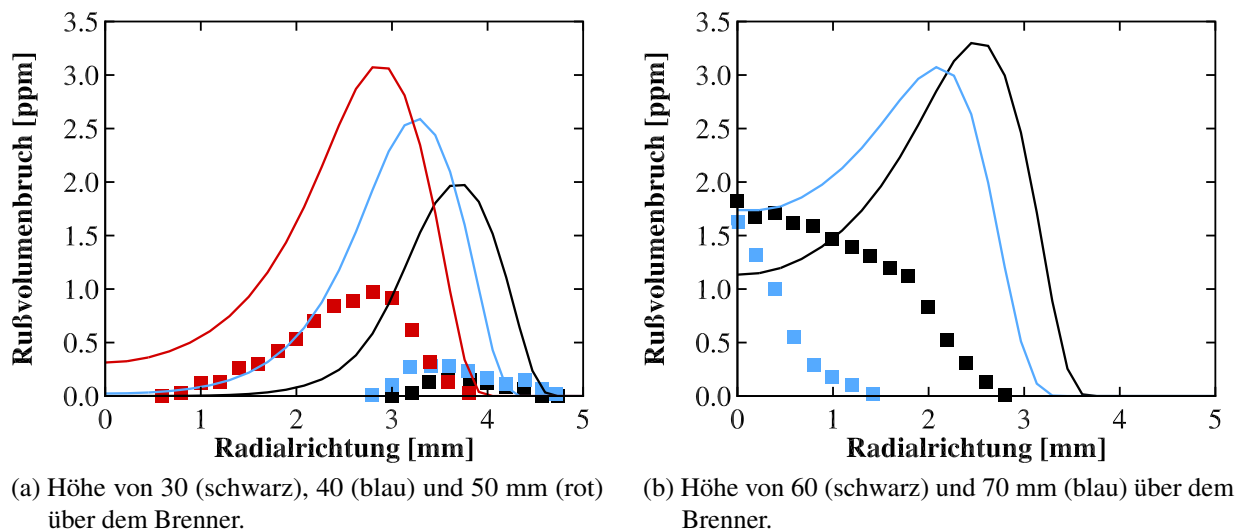 3.5
3.0
2.5
2.0
1.5
1.0
0.5
0.0
Rußvolumenbruch [ppm]
0 1 2 3 4 5
Radialrichtung [mm]
(a) Höhe von 30 (schwarz), 40 (blau) und 50 mm (rot)
über dem Brenner.
3.5
3.0
2.5
2.0
1.5
1.0
0.5
0.0
Rußvolumenbruch [ppm]
0 1 2 3 4 5
Radialrichtung [mm]
(b) Höhe von 60 (schwarz) und 70 mm (blau) über dem
Brenner.